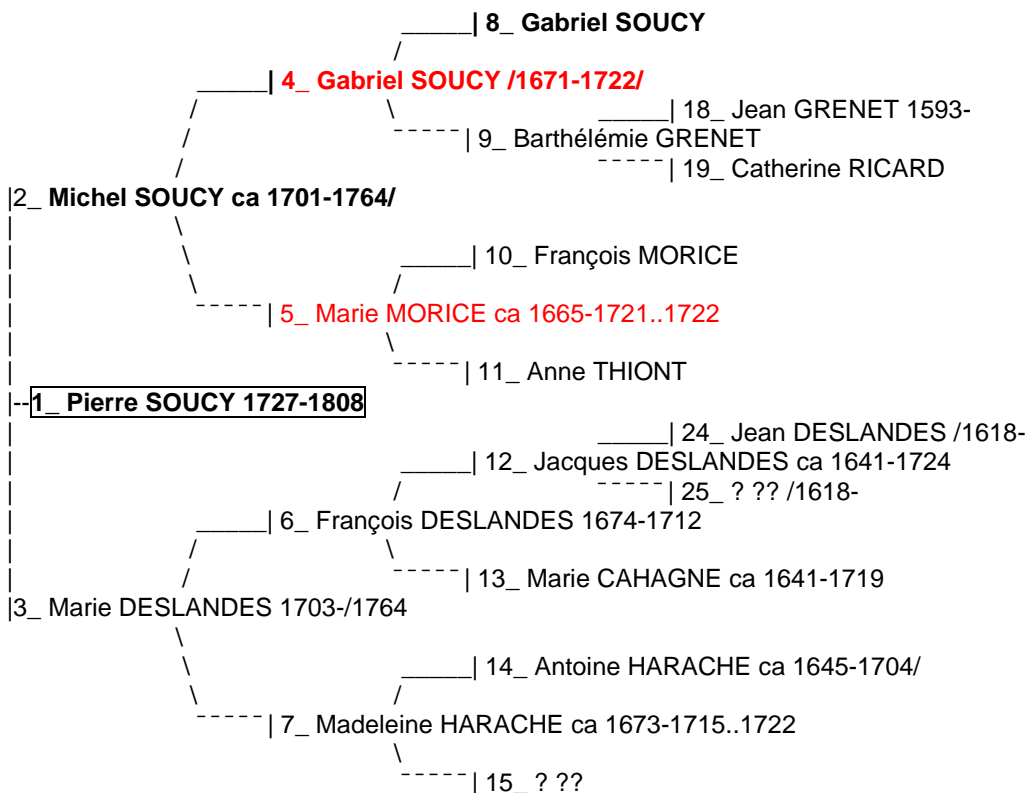 | 8_ Gabriel SOUCY
| 4_ Gabriel SOUCY /1671-1722/
| 18_ Jean GRENET 1593-
| 9_ Barthélémie GRENET
| 19_ Catherine RICARD
|2_ Michel SOUCY ca 1701-1764/
| 10_ François MORICE
| 5_ Marie MORICE ca 1665-1721..1722
| 11_ Anne THIONT
|--1_ Pierre SOUCY 1727-1808
| 24_ Jean DESLANDES /1618-
| 12_ Jacques DESLANDES ca 1641-1724
| 25_ ? ?? /1618-
| 6_ François DESLANDES 1674-1712
| 13_ Marie CAHAGNE ca 1641-1719
|3_ Marie DESLANDES 1703-/1764
| 14_ Antoine HARACHE ca 1645-1704/
| 7_ Madeleine HARACHE ca 1673-1715..1722
| 15_ ? ??